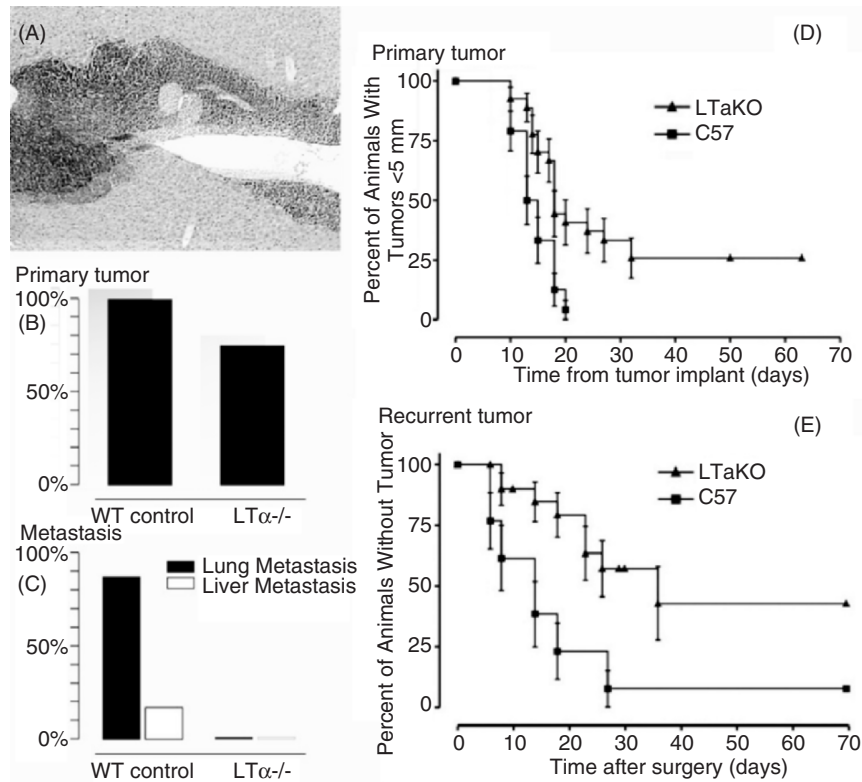 (A)
Primary tumor
(B)
100%
50%
0%
WT control LTα-/-
Metastasis
(C)
100%
50%
0%
Lung Metastasis
Liver Metastasis
WT control LTα-/-
Primary tumor
(D)
LTaKO
C57
Percent of Animals With
Tumors <5 mm
100
75
50
25
0
0 10 20 30 40 50 60 70
Time from tumor implant (days)
Recurrent tumor
(E)
LTaKO
C57
Percent of Animals Without Tumor
100
75
50
25
0
0 10 20 30 40 50 60 70
Time after surgery (days)